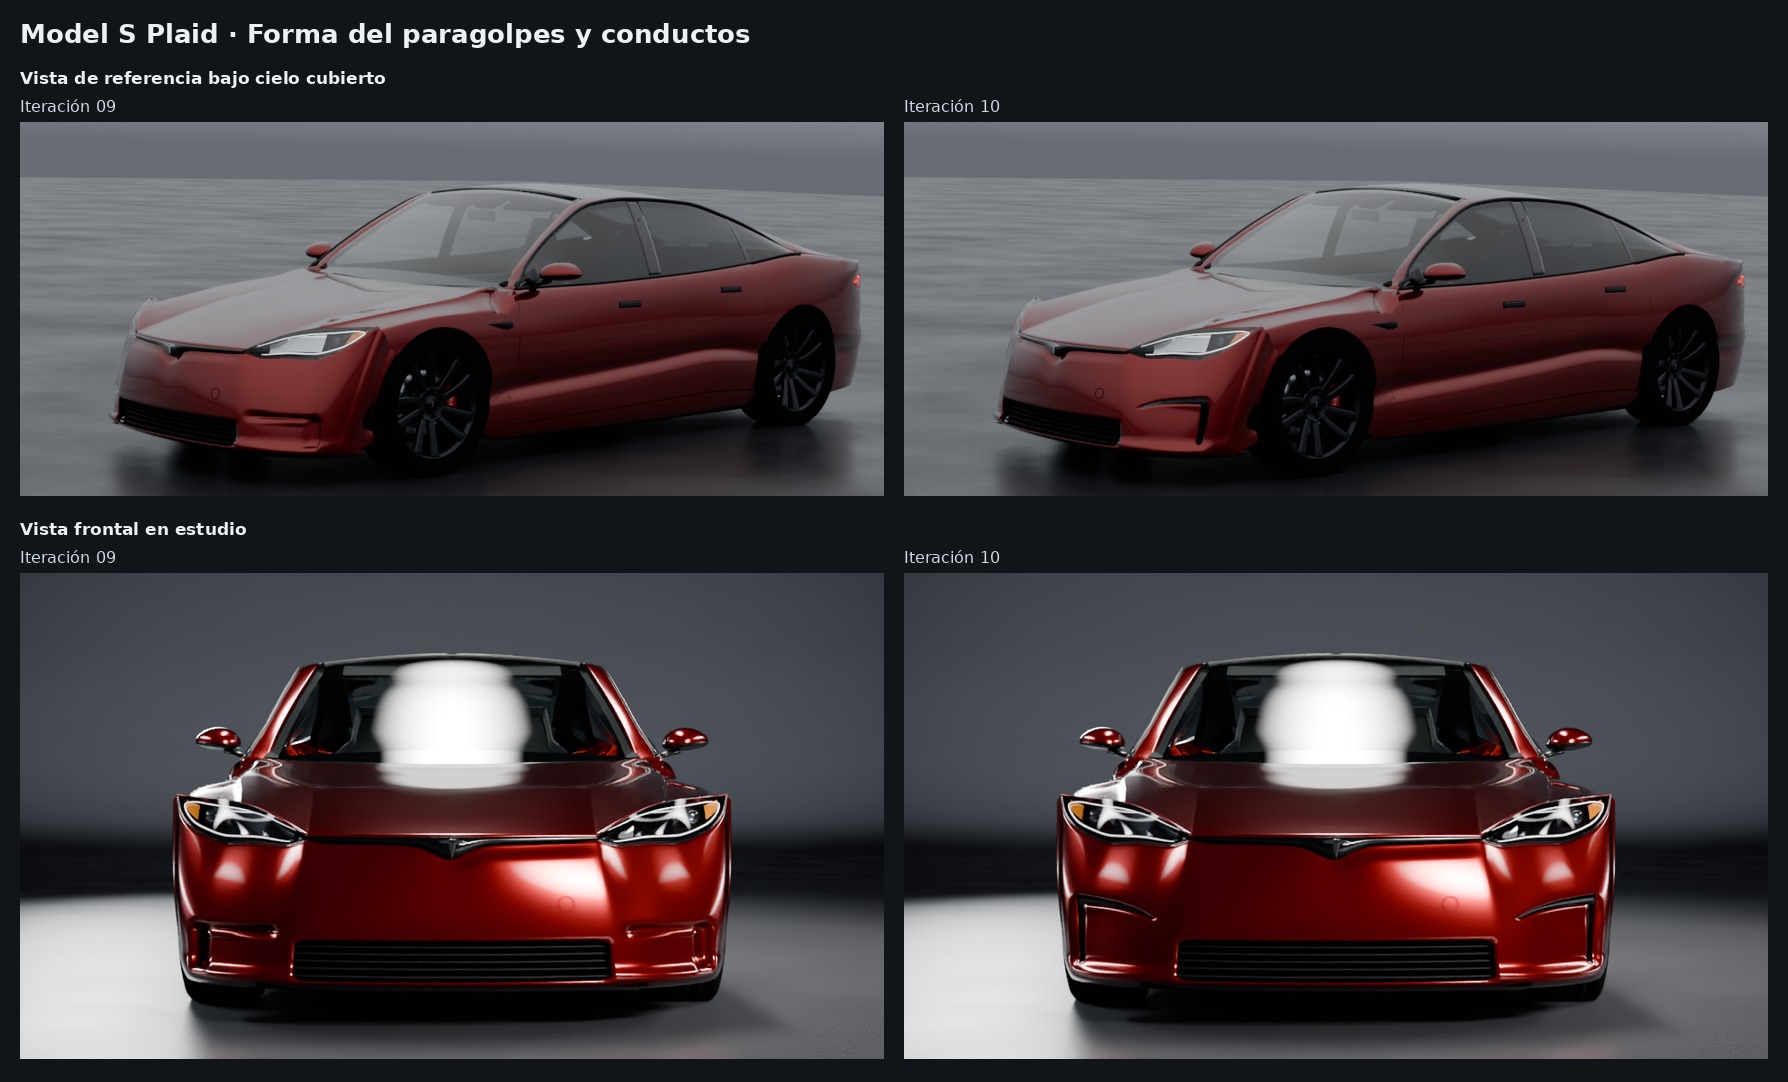 Model S Plaid · Forma del paragolpes y conductos
Vista de referencia bajo cielo cubierto
Iteración 09
Iteración 10
Vista frontal en estudio
Iteración 09
Iteración 10